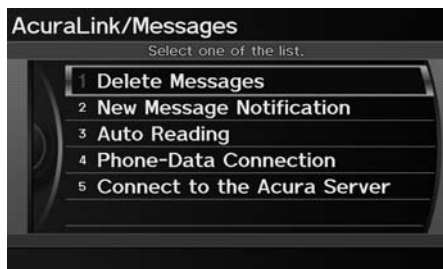 AcuraLink/Messages
Select one of the list.
1 Delete Messages
2 New Message Notification
3 Auto Reading
4 Phone-Data Connection
5 Connect to the Acura Server